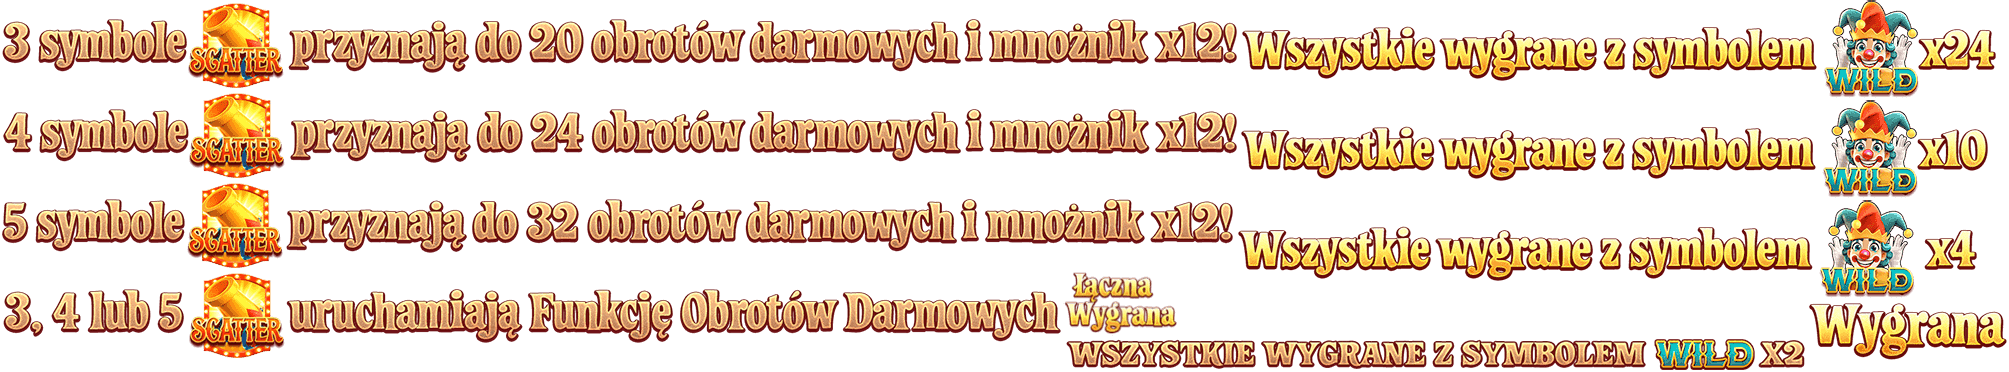 3 symbole SCATTER przyznają do 20 obrotów darmowych i mnożnik x12!
Wszystkie wygrane z symbolem WILD x24
4 symbole SCATTER przyznają do 24 obrotów darmowych i mnożnik x12!
Wszystkie wygrane z symbolem WILD x10
5 symbole SCATTER przyznają do 32 obrotów darmowych i mnożnik x12!
Wszystkie wygrane z symbolem WILD x4
3, 4 lub 5 SCATTER uruchamiają Funkcję Obrotów Darmowych
Łączna
Wygrana
Wygrana
WSZYSTKIE WYGRANE Z SYMBOLEM WILD X2